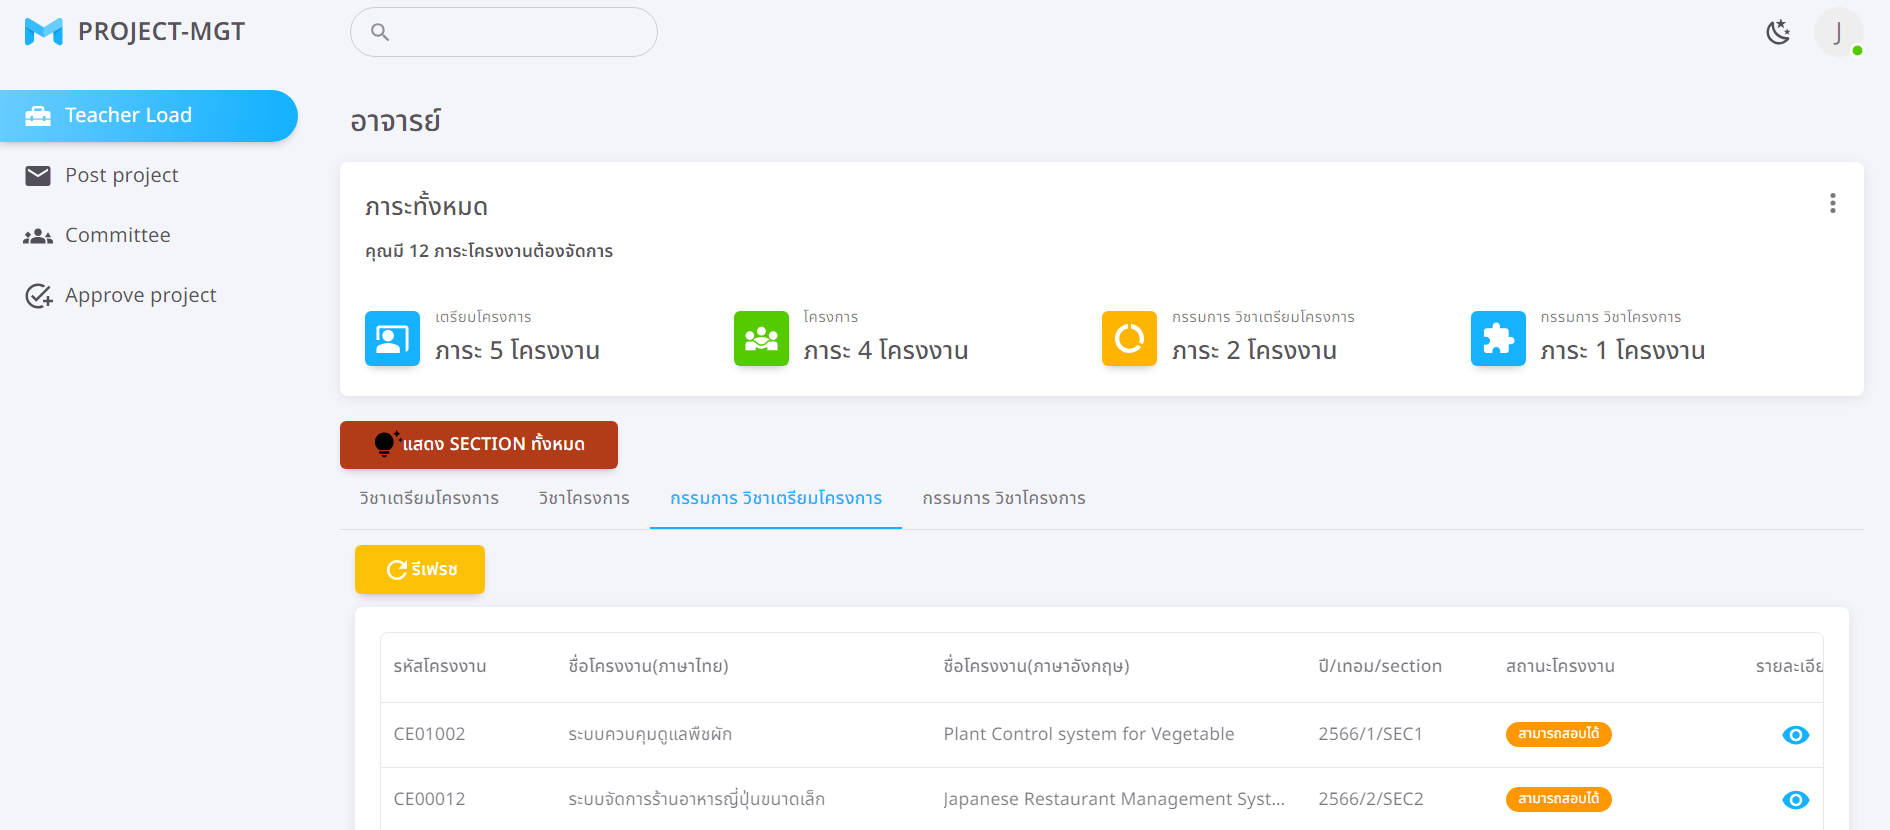 PROJECT-MGT
J
Teacher Load
Post project
Committee
Approve project
อาจารย์
ภาระทั้งหมด
คุณมี 12 ภาระโครงงานต้องจัดการ
เตรียมโครงการ
ภาระ 5 โครงงาน
โครงการ
ภาระ 4 โครงงาน
กรรมการ วิชาเตรียมโครงการ
ภาระ 2 โครงงาน
กรรมการ วิชาโครงการ
ภาระ 1 โครงงาน
แสดง SECTION ทั้งหมด
วิชาเตรียมโครงการ วิชาโครงการ กรรมการ วิชาเตรียมโครงการ กรรมการ วิชาโครงการ
รีเฟรช
รหัสโครงงาน ชื่อโครงงาน(ภาษาไทย) ชื่อโครงงาน(ภาษาอังกฤษ) ปี/เทอม/section สถานะโครงงาน รายละเอีย
CE01002 ระบบควบคุมดูแลพืชผัก Plant Control system for Vegetable 2566/1/SEC1 สามารถสอบได้
CE00012 ระบบจัดการร้านอาหารญี่ปุ่นขนาดเล็ก Japanese Restaurant Management Syst... 2566/2/SEC2 สามารถสอบได้